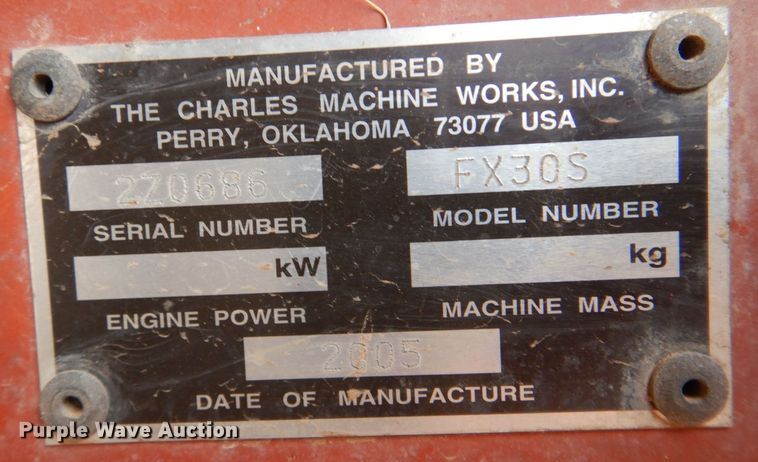 MANUFACTURED BY
THE CHARLES MACHINE WORKS, INC.
PERRY, OKLAHOMA 73077 USA
2Z0686 FX30S
SERIAL NUMBER MODEL NUMBER
kW kg
ENGINE POWER MACHINE MASS
2005
DATE OF MANUFACTURE
Purple Wave Auction